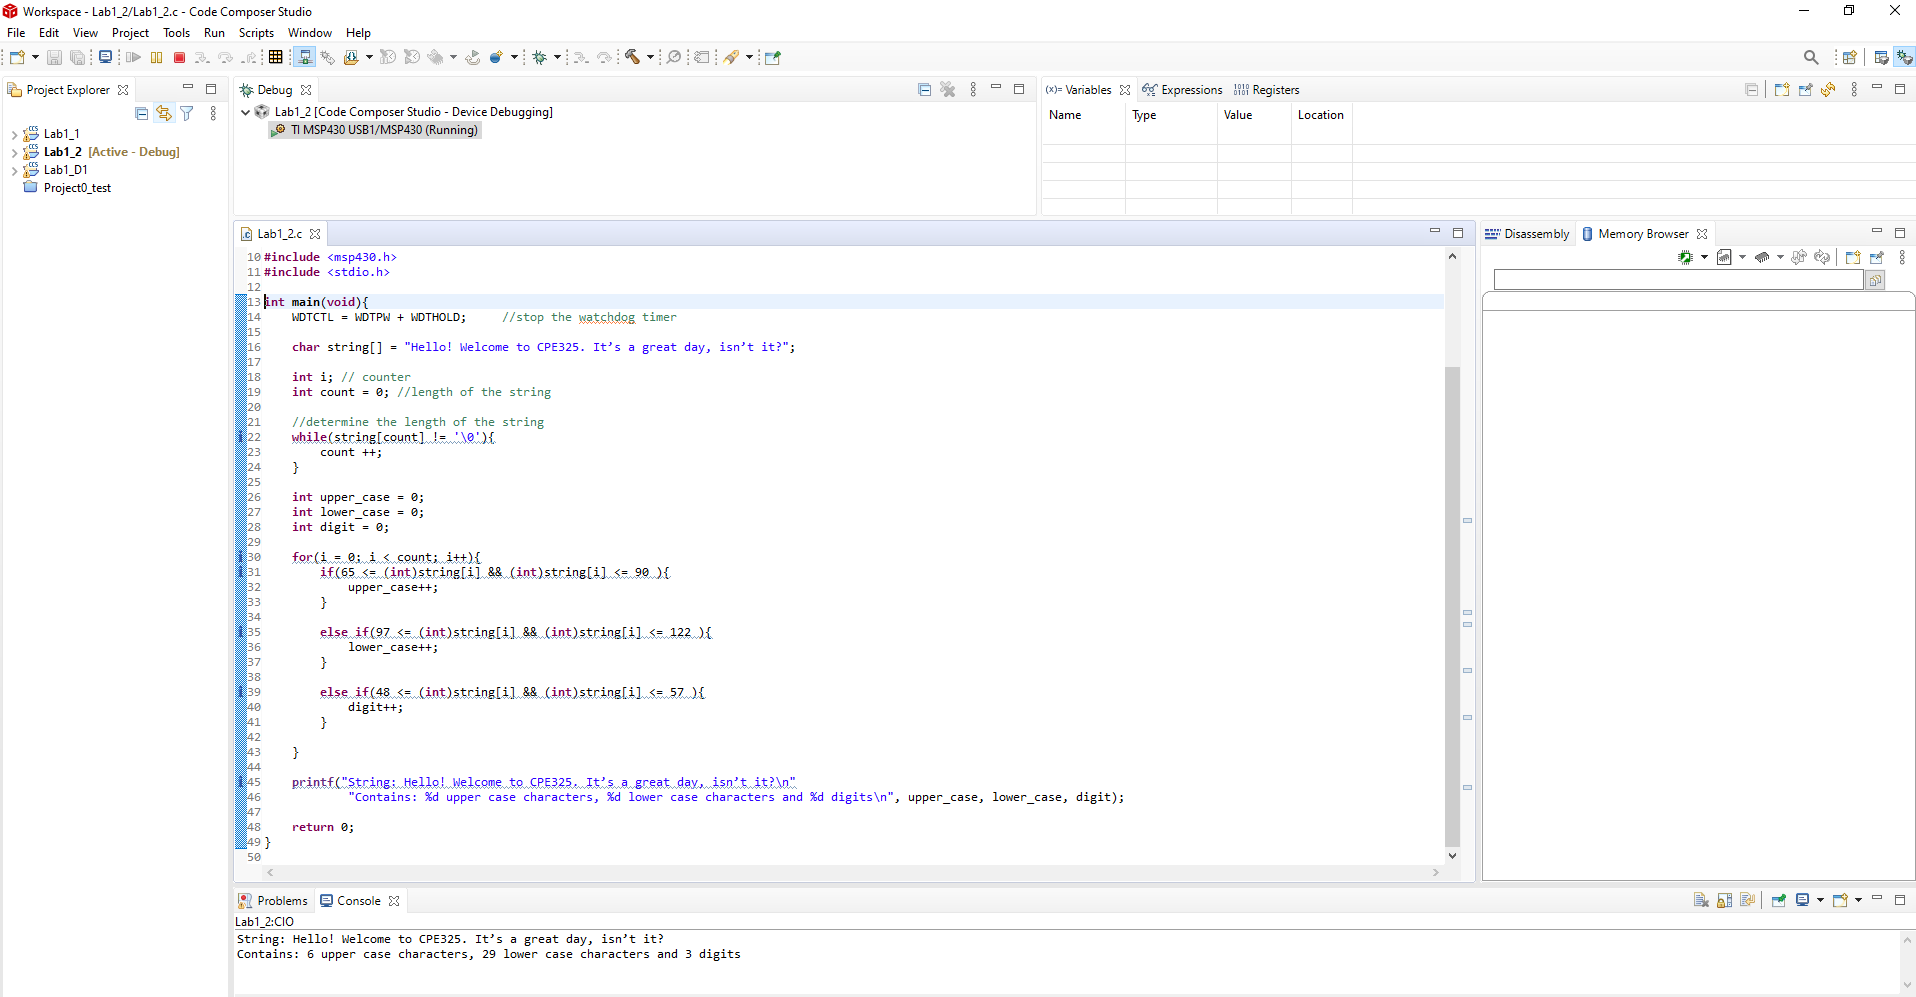 Workspace - Lab1_2/Lab1_2.c - Code Composer Studio
File Edit View Project Tools Run Scripts Window Help
Project Explorer
Lab1_1
Lab1_2 [Active - Debug]
Lab1_D1
Project0_test
Debug
Lab1_2 [Code Composer Studio - Device Debugging]
TI MSP430 USB1/MSP430 (Running)
(x)= Variables Expressions Registers
Name Type Value Location
Lab1_2.c
10 #include <msp430.h>
11 #include <stdio.h>
12
13 int main(void){
14     WDTCTL = WDTPW + WDTHOLD;     //stop the watchdog timer
15
16     char string[] = "Hello! Welcome to CPE325. It’s a great day, isn’t it?";
17
18     int i; // counter
19     int count = 0; //length of the string
20
21     //determine the length of the string
22     while(string[count] != '\0'){
23         count ++;
24     }
25
26     int upper_case = 0;
27     int lower_case = 0;
28     int digit = 0;
29
30     for(i = 0; i < count; i++){
31         if(65 <= (int)string[i] && (int)string[i] <= 90 ){
32             upper_case++;
33         }
34
35         else if(97 <= (int)string[i] && (int)string[i] <= 122 ){
36             lower_case++;
37         }
38
39         else if(48 <= (int)string[i] && (int)string[i] <= 57 ){
40             digit++;
41         }
42
43     }
44
45     printf("String: Hello! Welcome to CPE325. It’s a great day, isn’t it?\n"
46             "Contains: %d upper case characters, %d lower case characters and %d digits\n", upper_case, lower_case, digit);
47
48     return 0;
49 }
50
Disassembly Memory Browser
Problems Console
Lab1_2:CIO
String: Hello! Welcome to CPE325. It’s a great day, isn’t it?
Contains: 6 upper case characters, 29 lower case characters and 3 digits